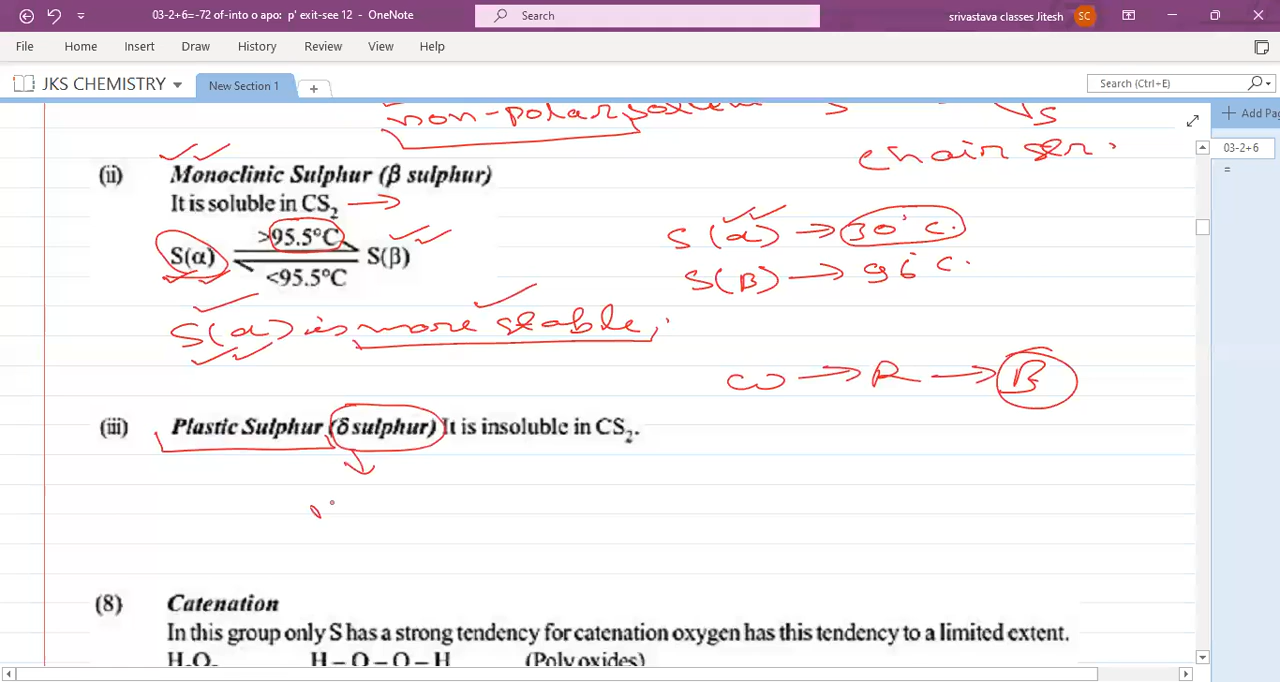 03-2+6=-72 of-into o apo: p' exit-see 12 - OneNote
Search
srivastava classes Jitesh
SC
File Home Insert Draw History Review View Help
JKS CHEMISTRY
New Section 1
+
Search (Ctrl+E)
+ Add Pag
03-2+6
=
non-polar system
S
S
(ii) Monoclinic Sulphur (β sulphur)
It is soluble in CS₂ →
>95.5°C
S(α) S(β)
<95.5°C
S(α) → 30°C.
S(β) → 96°C.
S(α) is more stable,
→ R → B
(iii) Plastic Sulphur (δ sulphur) It is insoluble in CS₂.
(8) Catenation
In this group only S has a strong tendency for catenation oxygen has this tendency to a limited extent.
H₂O₂ H – O – O – H (Poly oxides)